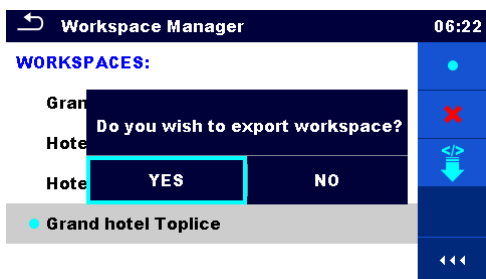 Workspace Manager 06:22
WORKSPACES:
Gran
Do you wish to export workspace?
Hote
Hote YES NO
Grand hotel Toplice